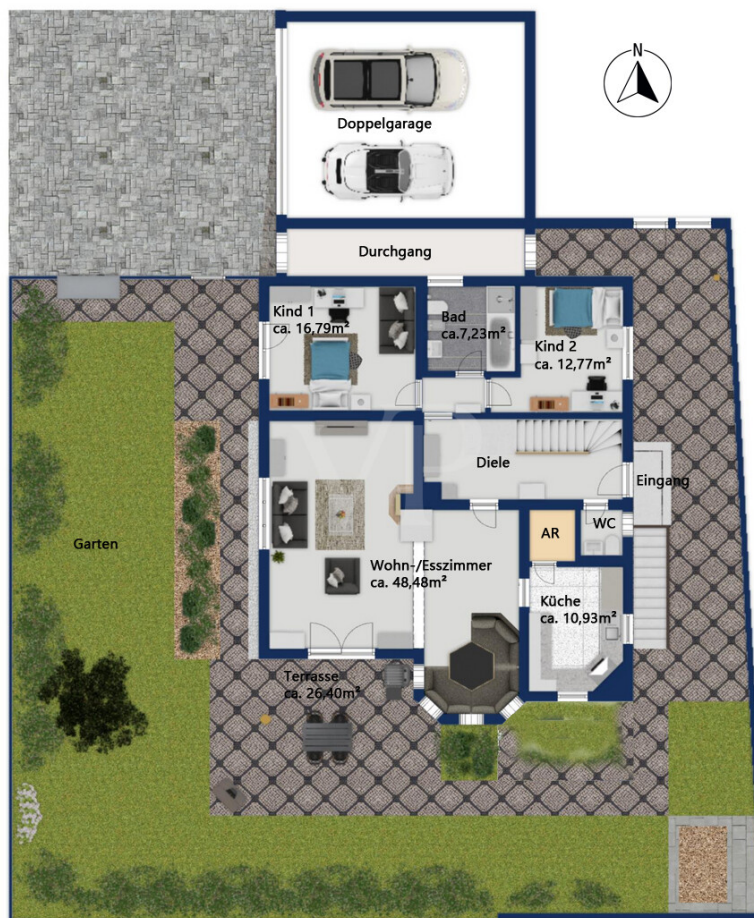 N
Doppelgarage
Durchgang
Kind 1
ca. 16,79m²
Bad
ca.7,23m²
Kind 2
ca. 12,77m²
Diele
Eingang
WC
AR
Garten
Wohn-/Esszimmer
ca. 48,48m²
Küche
ca. 10,93m²
Terrasse
ca. 26,40m²
VP